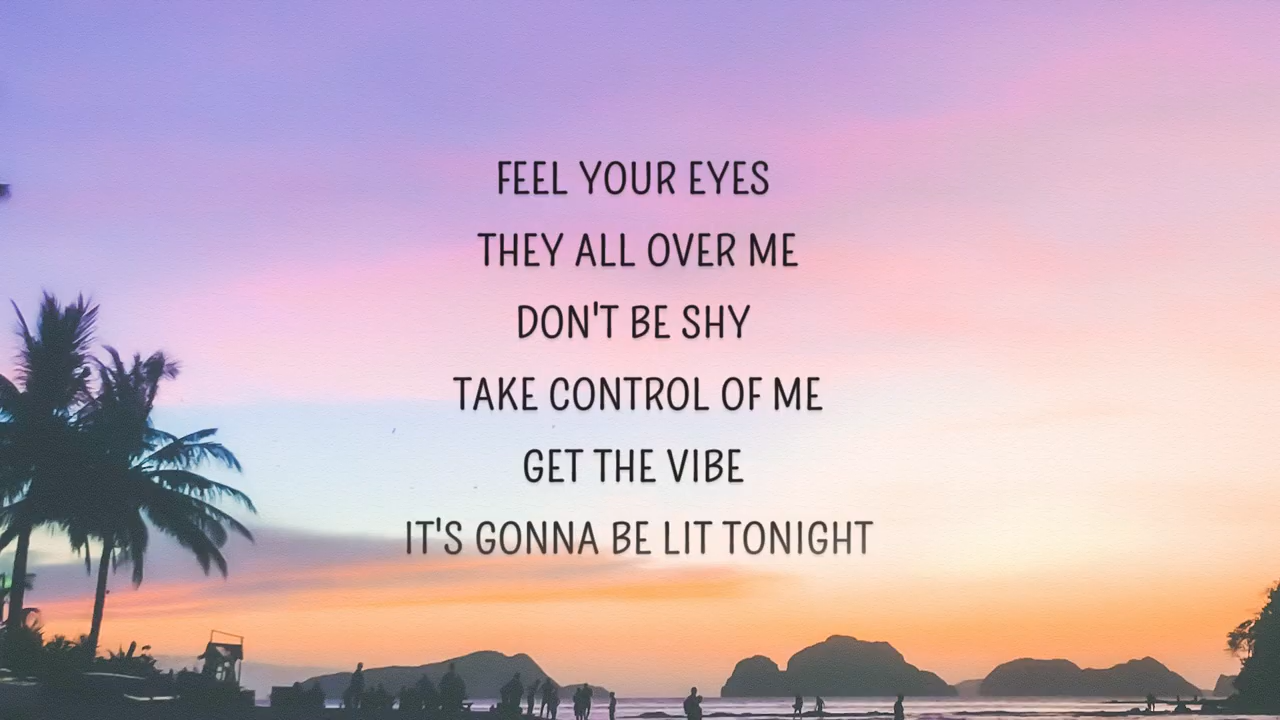 FEEL YOUR EYES
THEY ALL OVER ME
DON'T BE SHY
TAKE CONTROL OF ME
GET THE VIBE
IT'S GONNA BE LIT TONIGHT